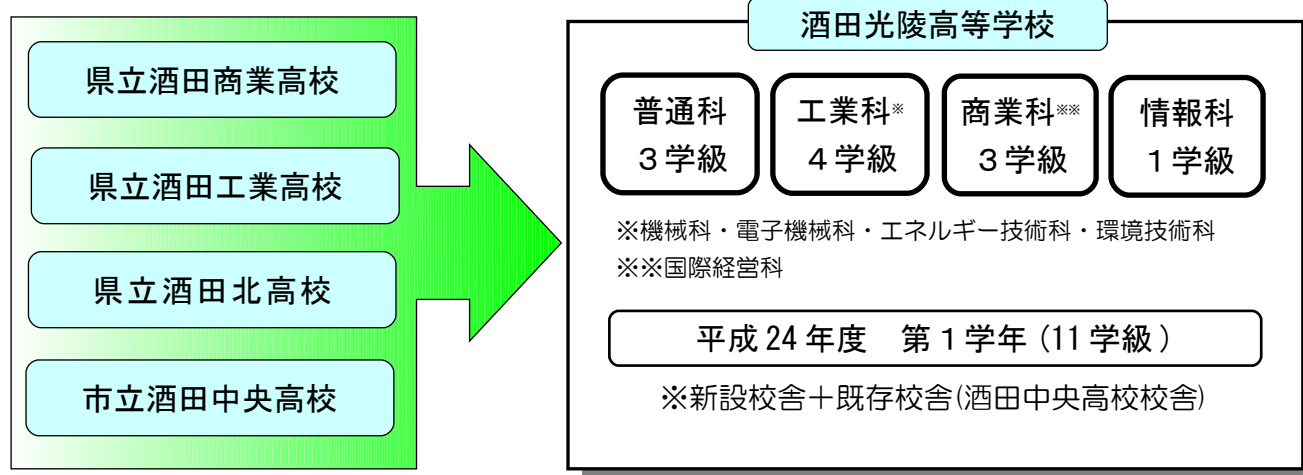 県立酒田商業高校
県立酒田工業高校
県立酒田北高校
市立酒田中央高校
酒田光陵高等学校
普通科
３学級
工業科※
４学級
商業科※※
３学級
情報科
１学級
※機械科・電子機械科・エネルギー技術科・環境技術科
※※国際経営科
平成24年度　第1学年(11学級)
※新設校舎＋既存校舎(酒田中央高校校舎)